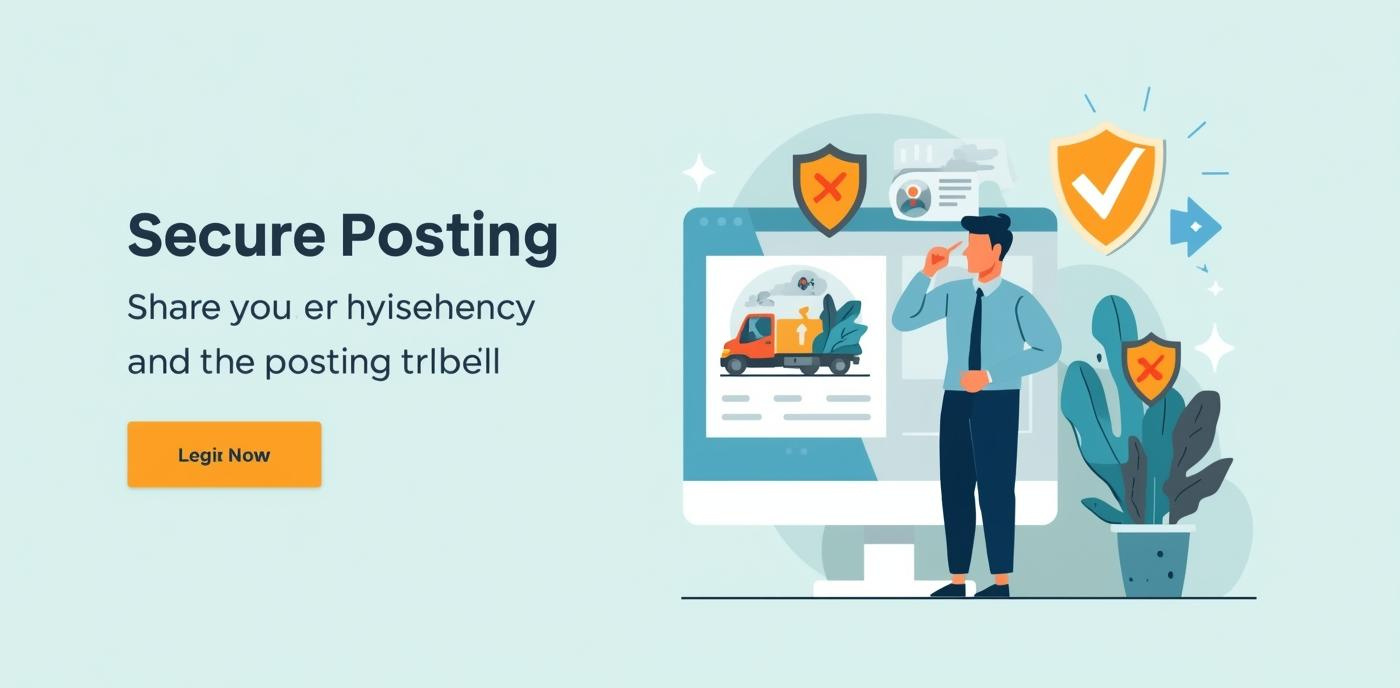 Secure Posting
Share you er hyisehency
and the posting trlbell
Legir Now